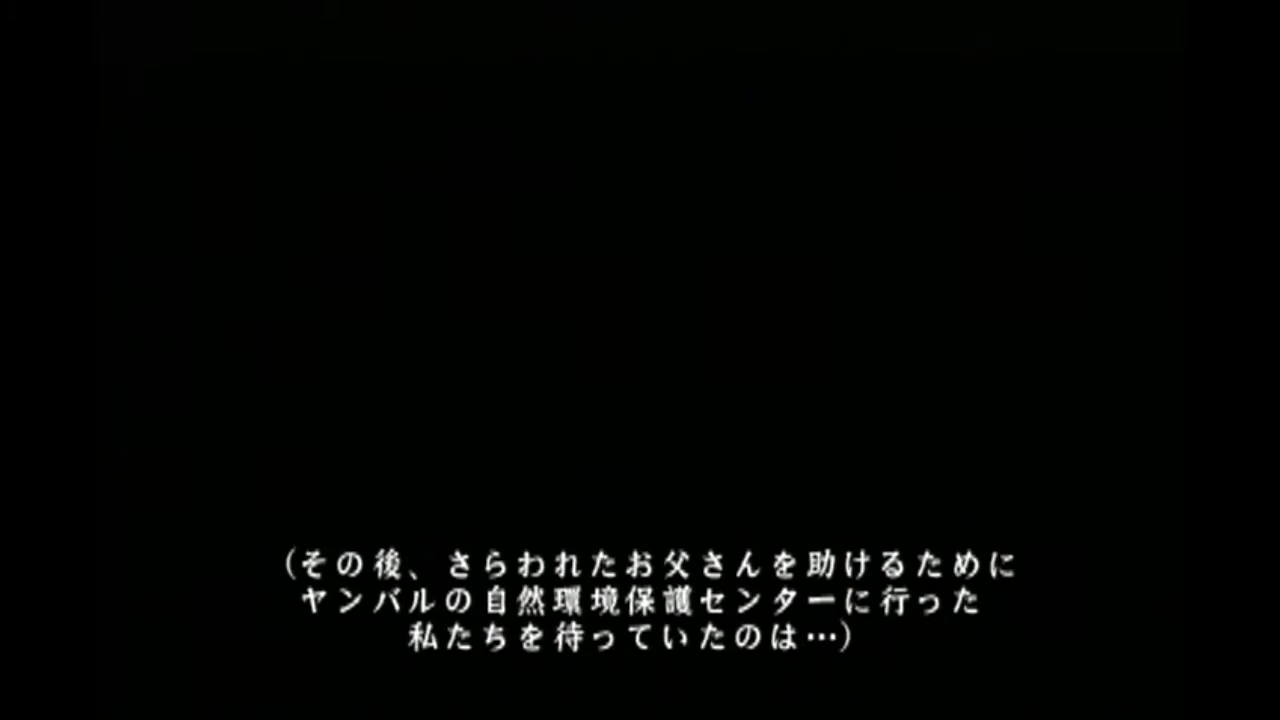 （その後、さらわれたお父さんを助けるために
ヤンバルの自然環境保護センターに行った
私たちを待っていたのは…）